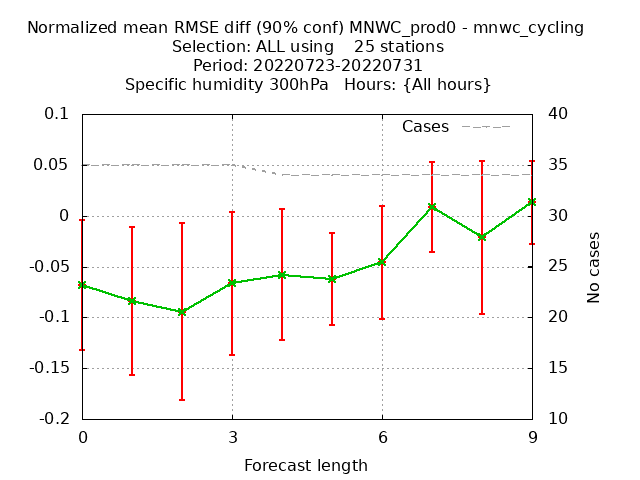 Normalized mean RMSE diff (90% conf) MNWC_prod0 - mnwc_cycling
Selection: ALL using    25 stations
Period: 20220723-20220731
Specific humidity 300hPa   Hours: {All hours}
0.1 40
Cases
0.05 35
0 30
-0.05 25
No cases
-0.1 20
-0.15 15
-0.2 10
0 3 6 9
Forecast length